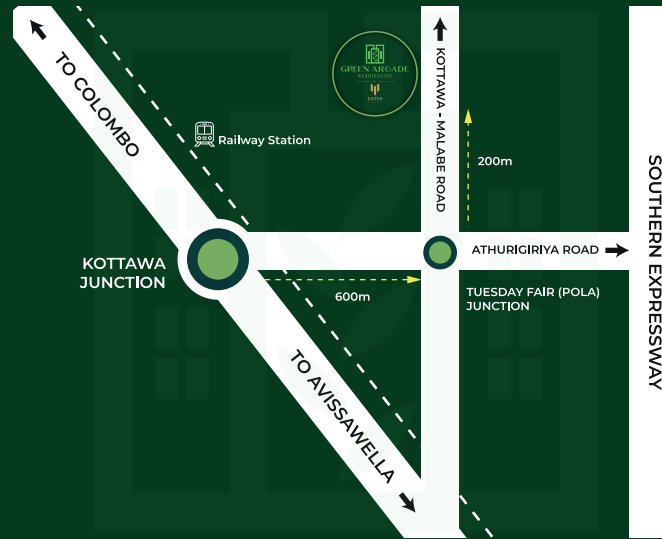 TO COLOMBO
Railway Station
GREEN ARCADE
RESIDENCIES
LOTUS
KOTTAWA - MALABE ROAD
200m
SOUTHERN EXPRESSWAY
KOTTAWA
JUNCTION
ATHURIGIRIYA ROAD
600m
TUESDAY FAIR (POLA)
JUNCTION
TO AVISSAWELLA